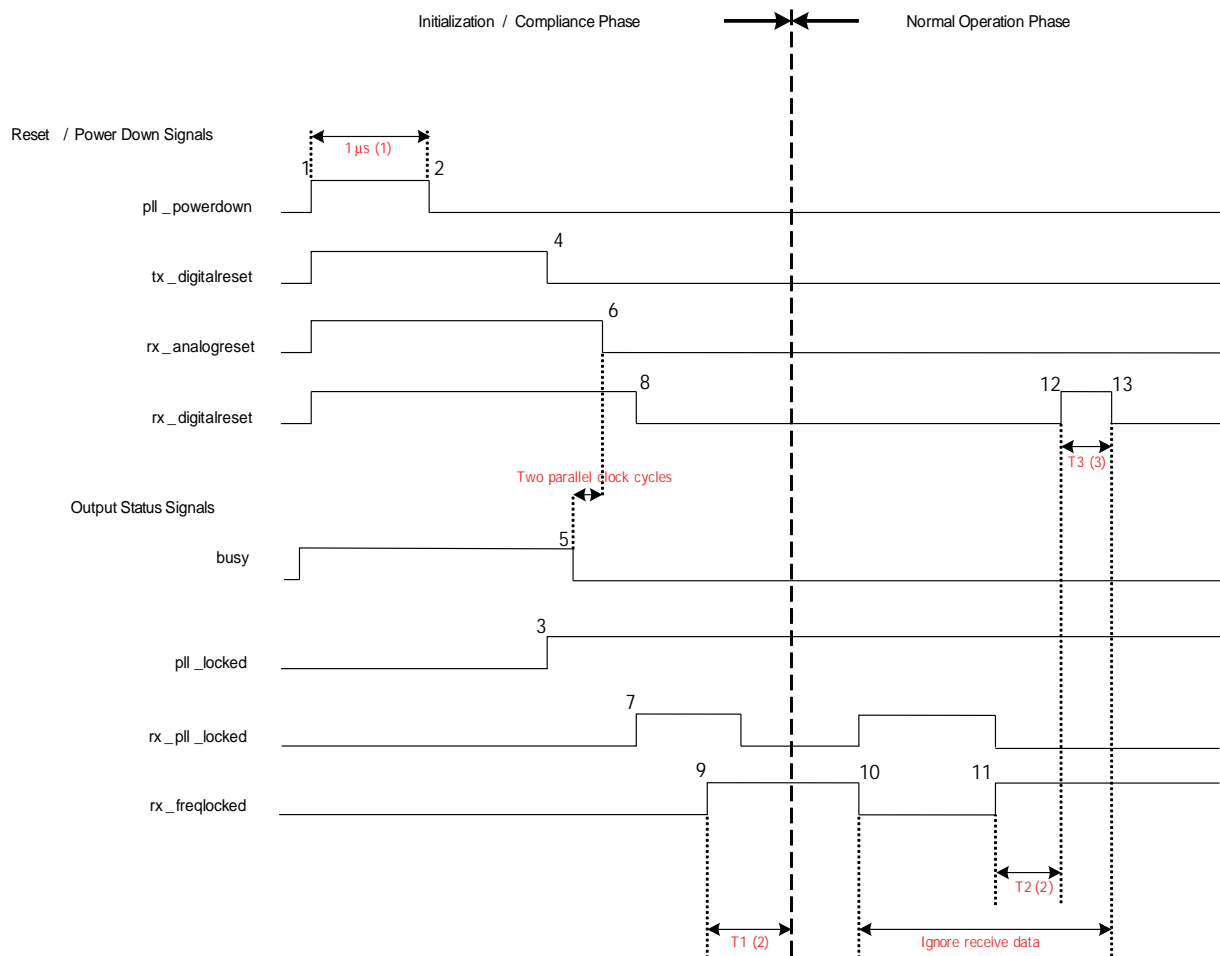 Initialization / Compliance Phase
Normal Operation Phase
Reset / Power Down Signals
1 μs (1)
1
2
pll _powerdown
4
tx _digitalreset
6
rx _analogreset
8
12
13
rx _digitalreset
T3 (3)
Two parallel clock cycles
Output Status Signals
5
busy
3
pll _locked
7
rx _pll _locked
9
10
11
rx _freqlocked
T2 (2)
T1 (2)
Ignore receive data